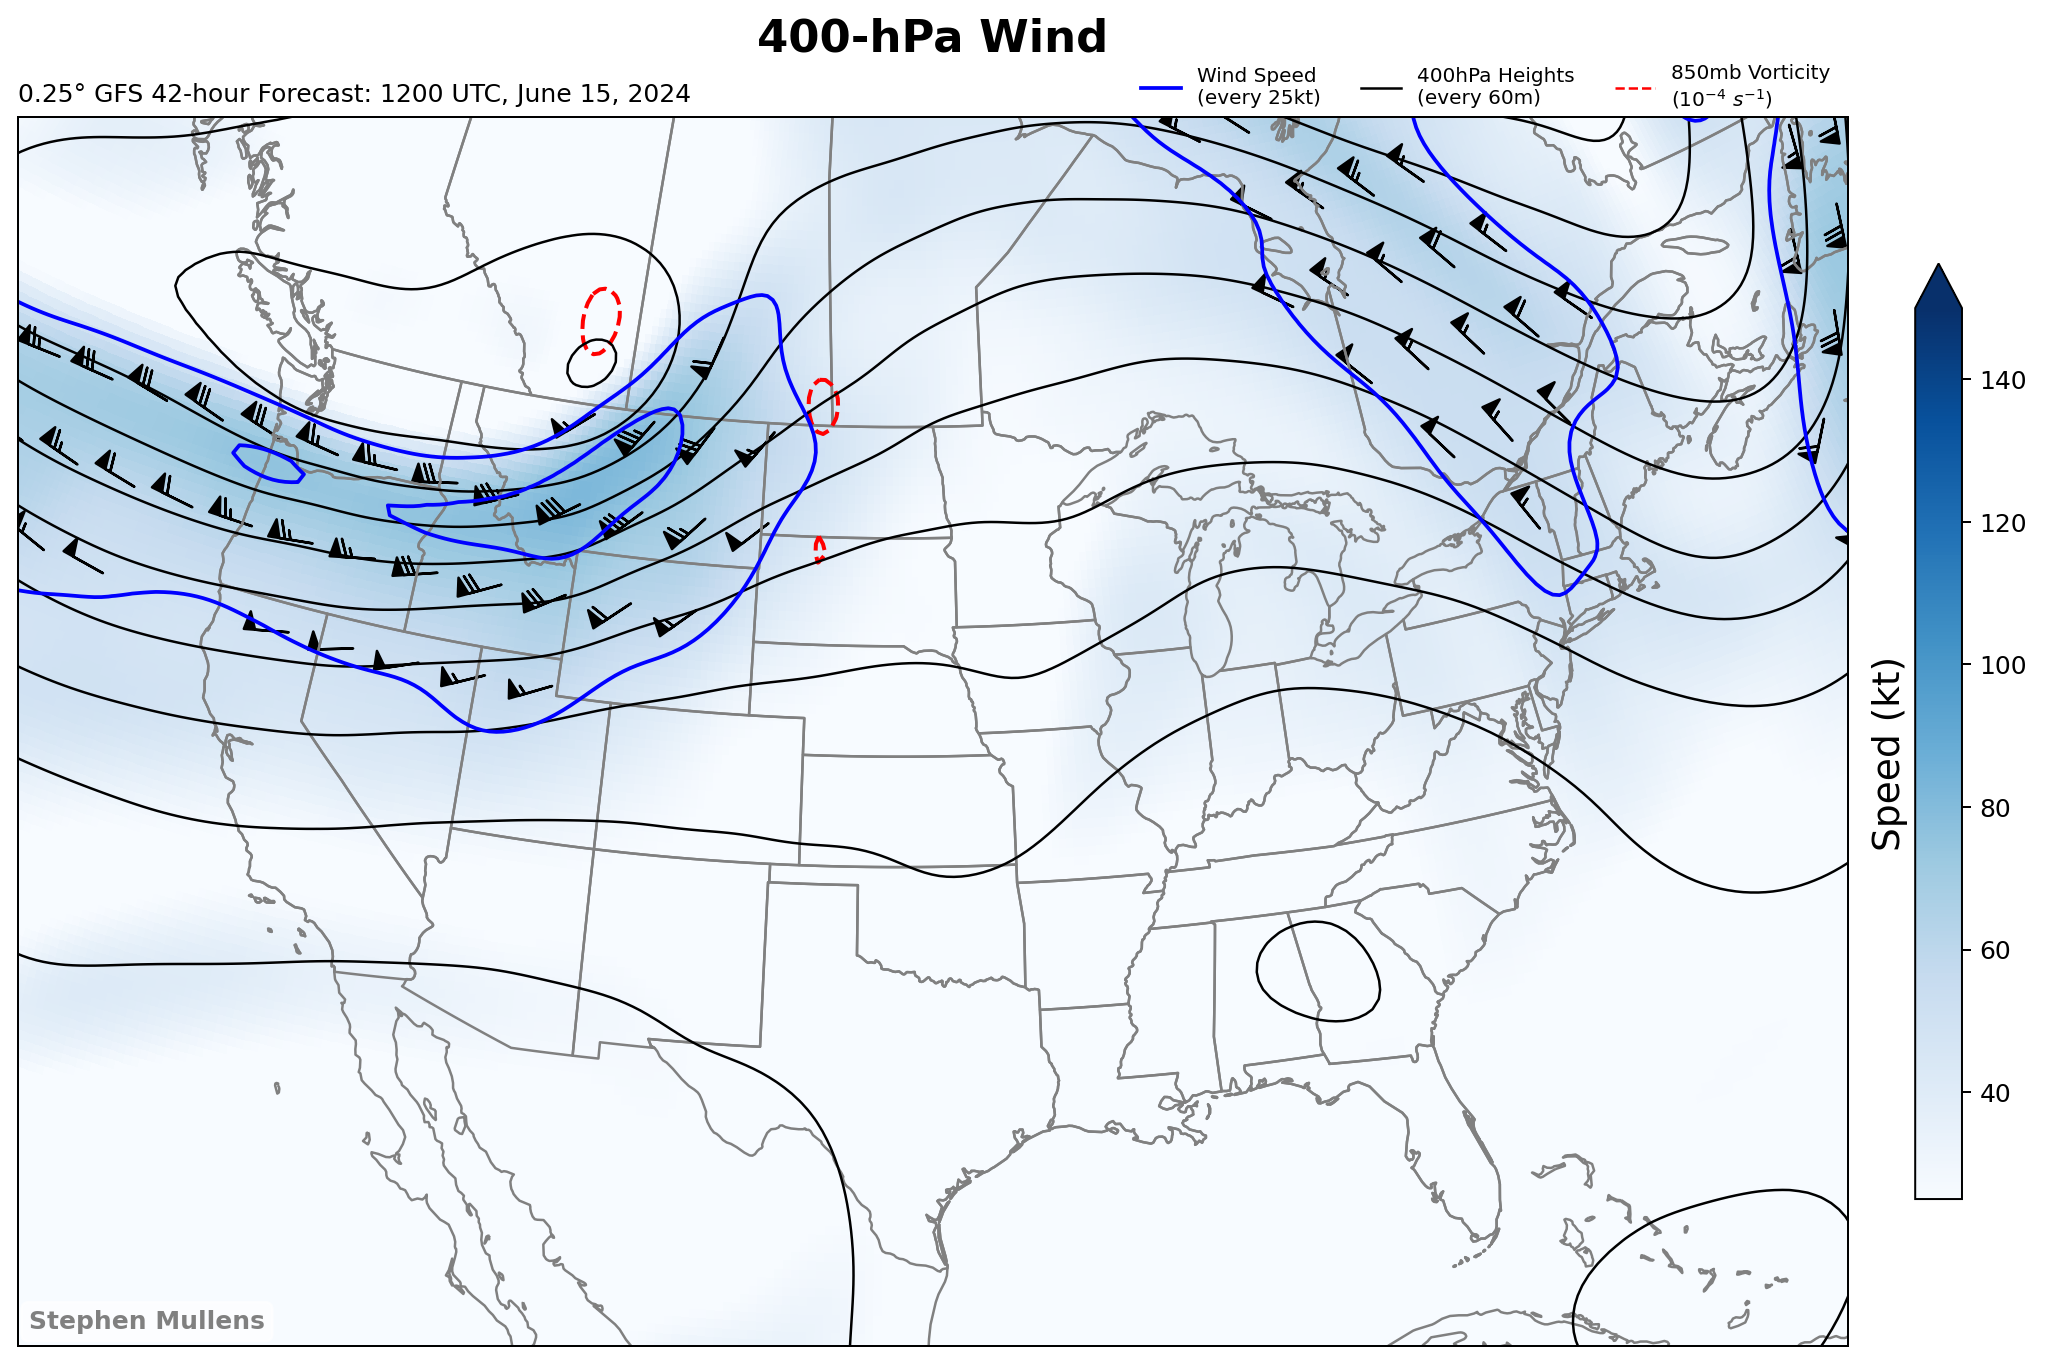 400-hPa Wind
0.25° GFS 42-hour Forecast: 1200 UTC, June 15, 2024
Wind Speed
(every 25kt)
400hPa Heights
(every 60m)
850mb Vorticity
(10⁻⁴ s⁻¹)
140
120
100
80
60
40
Speed (kt)
Stephen Mullens